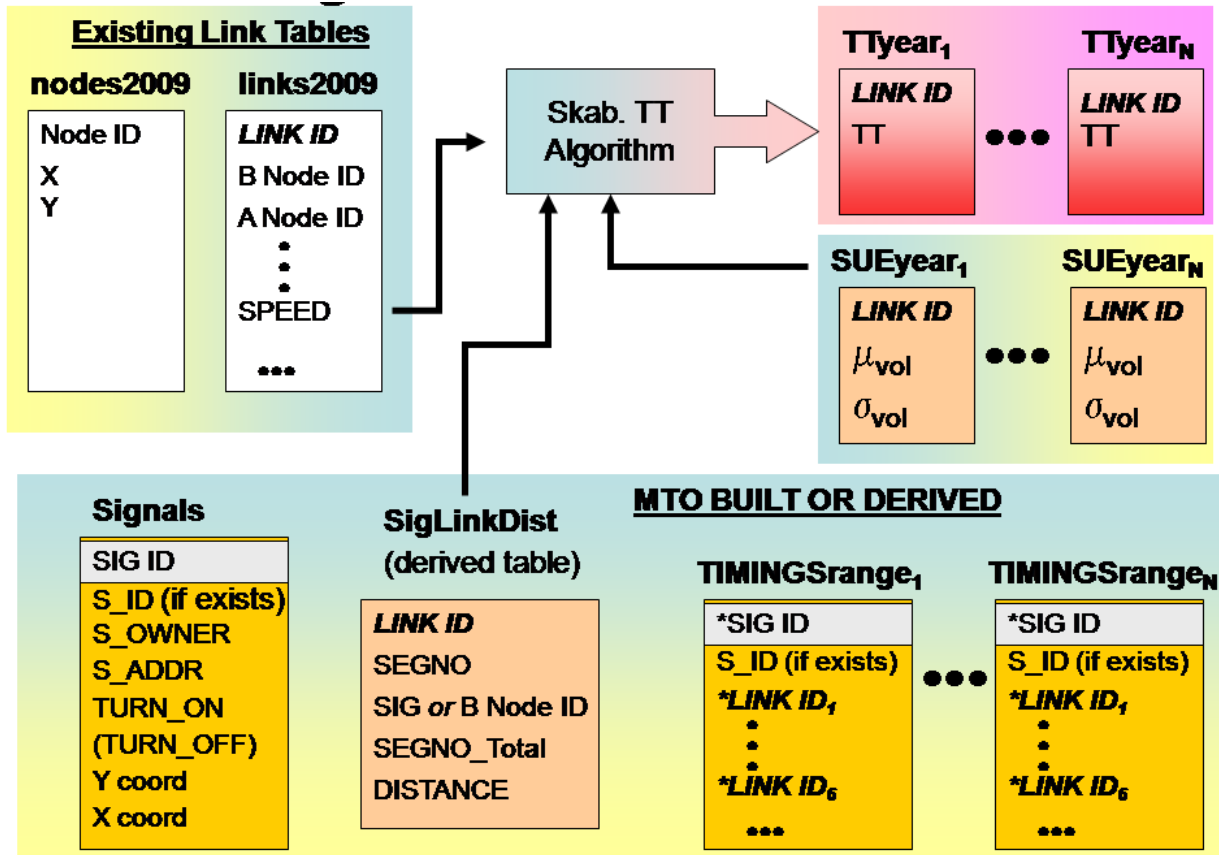 Existing Link Tables
nodes2009
Node ID
X
Y
links2009
LINK ID
B Node ID
A Node ID
SPEED
...
Skab. TT
Algorithm
TTyear1
LINK ID
TT
TTyearN
LINK ID
TT
SUEyear1
LINK ID
μvol
σvol
SUEyearN
LINK ID
μvol
σvol
MTO BUILT OR DERIVED
Signals
SIG ID
S_ID (if exists)
S_OWNER
S_ADDR
TURN_ON
(TURN_OFF)
Y coord
X coord
SigLinkDist
(derived table)
LINK ID
SEGNO
SIG or B Node ID
SEGNO_Total
DISTANCE
TIMINGSrange1
*SIG ID
S_ID (if exists)
*LINK ID1
*LINK ID6
...
TIMINGSrangeN
*SIG ID
S_ID (if exists)
*LINK ID1
*LINK ID6
...